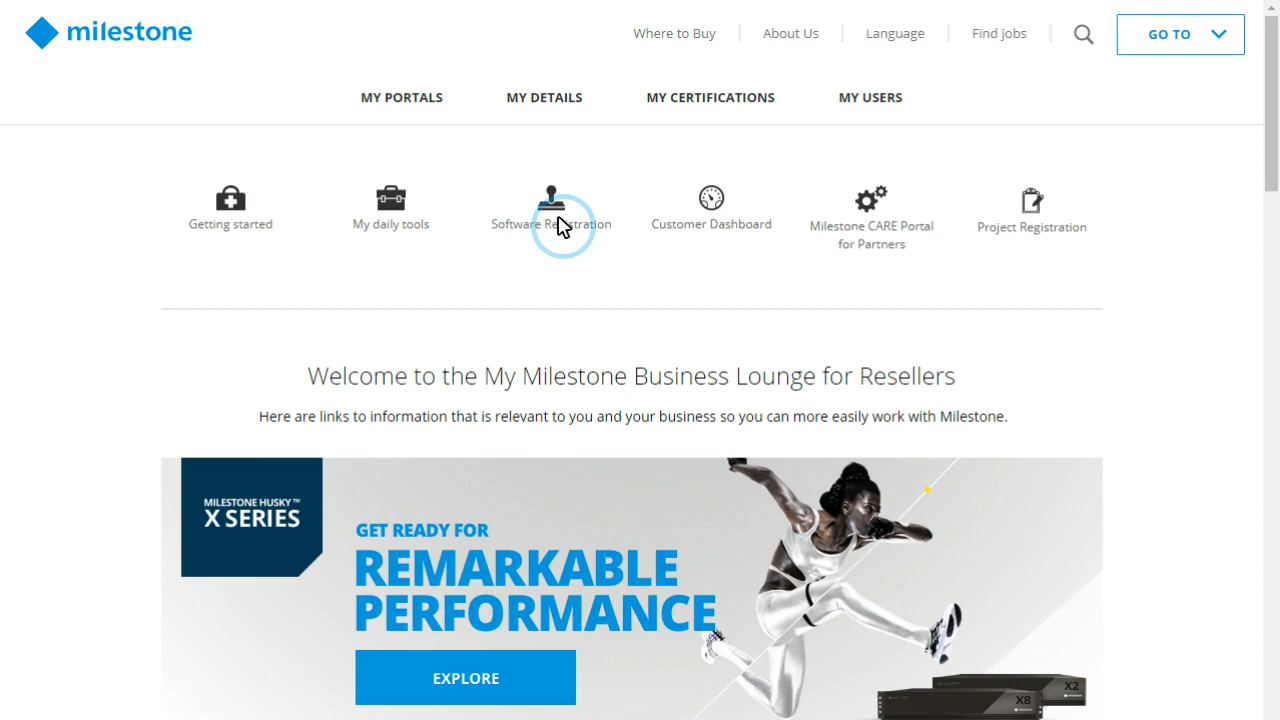 milestone
Where to Buy
About Us
Language
Find jobs
GO TO
MY PORTALS
MY DETAILS
MY CERTIFICATIONS
MY USERS
Getting started
My daily tools
Software Registration
Customer Dashboard
Milestone CARE Portal
for Partners
Project Registration
Welcome to the My Milestone Business Lounge for Resellers
Here are links to information that is relevant to you and your business so you can more easily work with Milestone.
MILESTONE HUSKY™
X SERIES
GET READY FOR
REMARKABLE
PERFORMANCE
EXPLORE
X2
X8